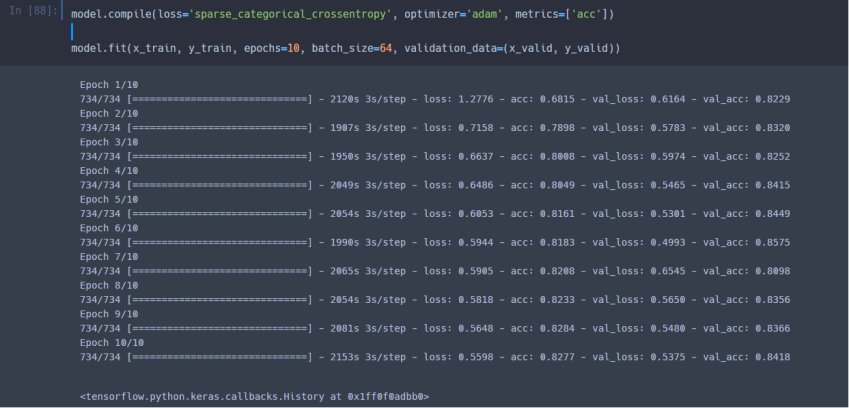 In [88]:
model.compile(loss='sparse_categorical_crossentropy', optimizer='adam', metrics=['acc'])
model.fit(x_train, y_train, epochs=10, batch_size=64, validation_data=(x_valid, y_valid))
Epoch 1/10
734/734 [==============================] - 2120s 3s/step - loss: 1.2776 - acc: 0.6815 - val_loss: 0.6164 - val_acc: 0.8229
Epoch 2/10
734/734 [==============================] - 1907s 3s/step - loss: 0.7158 - acc: 0.7898 - val_loss: 0.5783 - val_acc: 0.8320
Epoch 3/10
734/734 [==============================] - 1950s 3s/step - loss: 0.6637 - acc: 0.8008 - val_loss: 0.5974 - val_acc: 0.8252
Epoch 4/10
734/734 [==============================] - 2049s 3s/step - loss: 0.6486 - acc: 0.8049 - val_loss: 0.5465 - val_acc: 0.8415
Epoch 5/10
734/734 [==============================] - 2054s 3s/step - loss: 0.6053 - acc: 0.8161 - val_loss: 0.5301 - val_acc: 0.8449
Epoch 6/10
734/734 [==============================] - 1990s 3s/step - loss: 0.5944 - acc: 0.8183 - val_loss: 0.4993 - val_acc: 0.8575
Epoch 7/10
734/734 [==============================] - 2065s 3s/step - loss: 0.5905 - acc: 0.8208 - val_loss: 0.6545 - val_acc: 0.8098
Epoch 8/10
734/734 [==============================] - 2054s 3s/step - loss: 0.5818 - acc: 0.8233 - val_loss: 0.5650 - val_acc: 0.8356
Epoch 9/10
734/734 [==============================] - 2081s 3s/step - loss: 0.5648 - acc: 0.8284 - val_loss: 0.5480 - val_acc: 0.8366
Epoch 10/10
734/734 [==============================] - 2153s 3s/step - loss: 0.5598 - acc: 0.8277 - val_loss: 0.5375 - val_acc: 0.8418
<tensorflow.python.keras.callbacks.History at 0x1ff0f0adbb0>